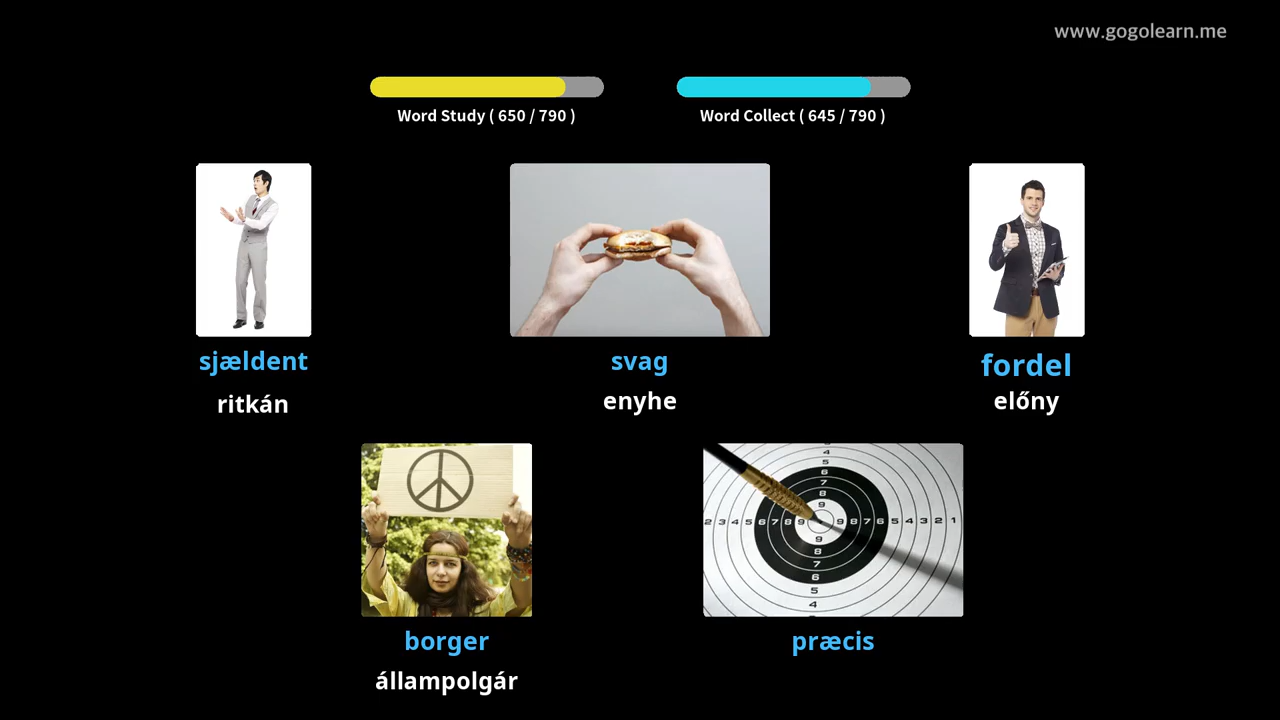 www.gogolearn.me
Word Study ( 650 / 790 )
Word Collect ( 645 / 790 )
sjældent
svag
fordel
ritkán
enyhe
előny
borger
præcis
állampolgár